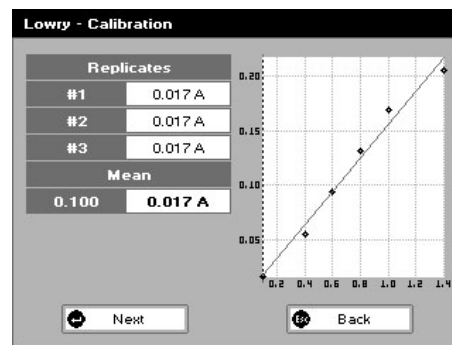 Lowry - Calibration
Replicates
#1 0.017 A
#2 0.017 A
#3 0.017 A
Mean
0.100 0.017 A
0.20
0.15
0.10
0.05
0.2 0.4 0.6 0.8 1.0 1.2 1.4
Next
Esc Back